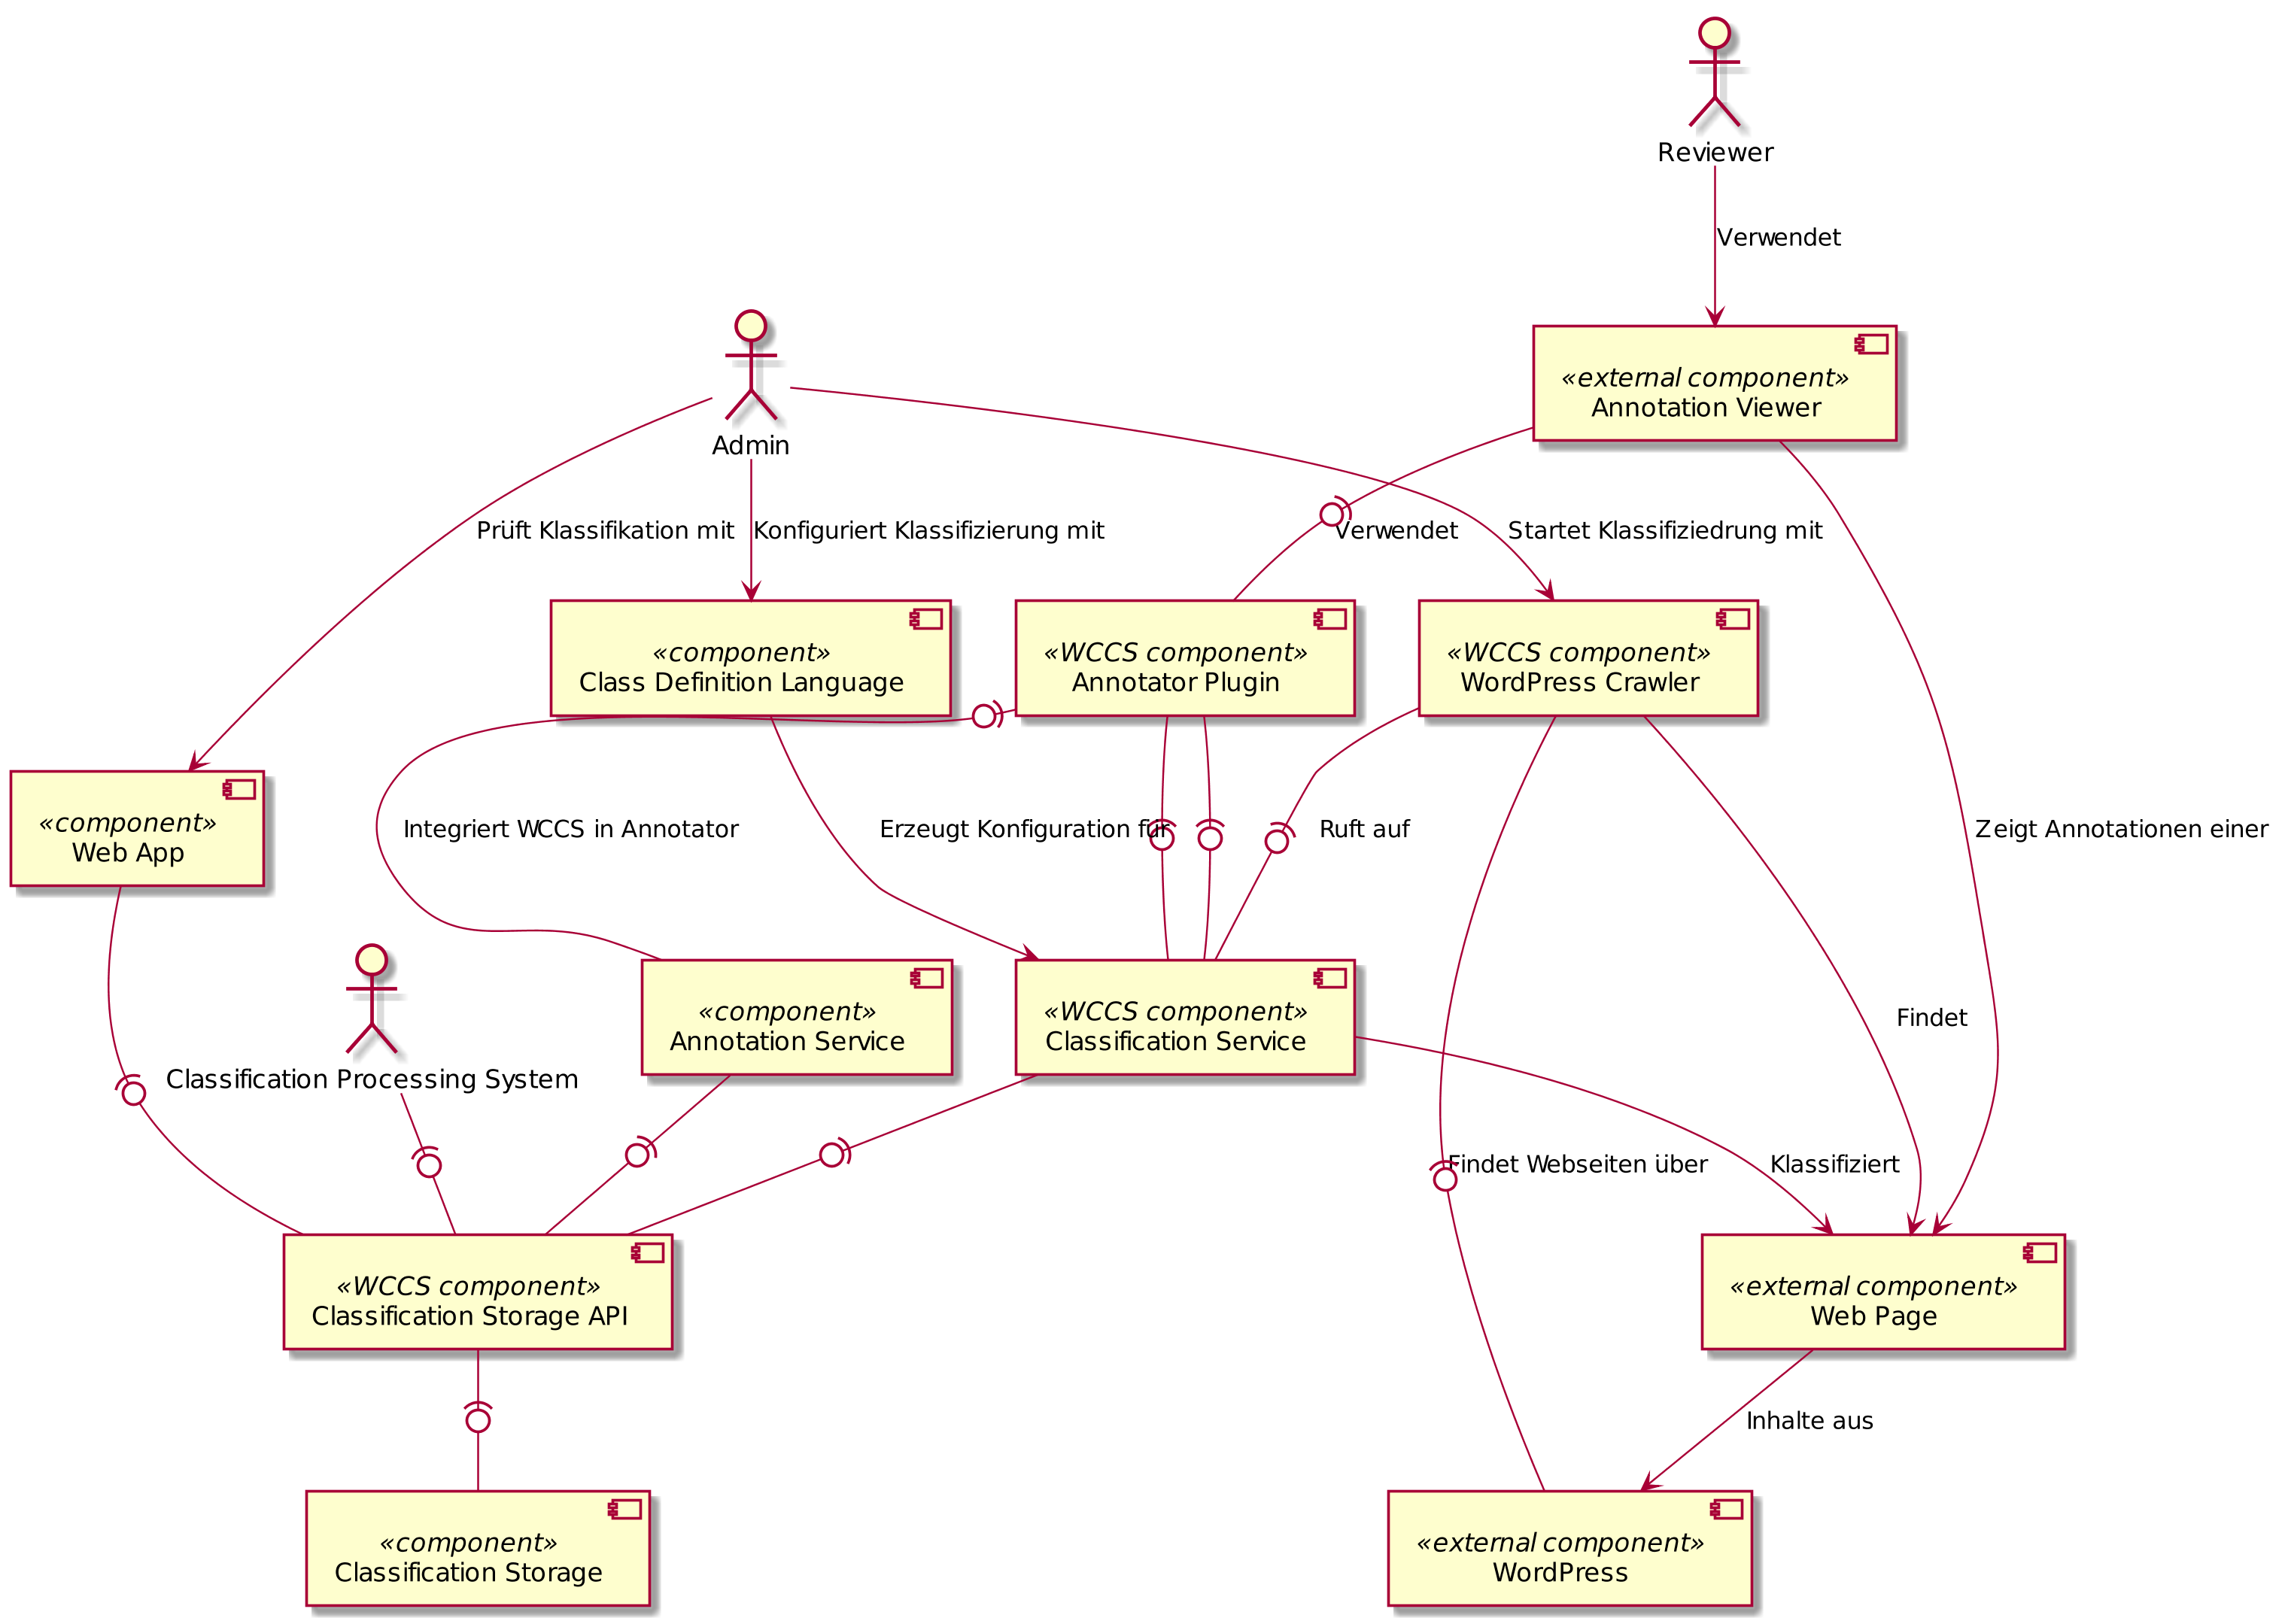 Reviewer
Verwendet
«external component»
Annotation Viewer
Admin
Prüft Klassifikation mit
Konfiguriert Klassifizierung mit
Verwendet
Startet Klassifiziedrung mit
«component»
Class Definition Language
«WCCS component»
Annotator Plugin
«WCCS component»
WordPress Crawler
«component»
Web App
Integriert WCCS in Annotator
Erzeugt Konfiguration für
Ruft auf
Zeigt Annotationen einer
Classification Processing System
«component»
Annotation Service
«WCCS component»
Classification Service
Findet
Findet Webseiten über
Klassifiziert
«WCCS component»
Classification Storage API
«external component»
Web Page
Inhalte aus
«component»
Classification Storage
«external component»
WordPress